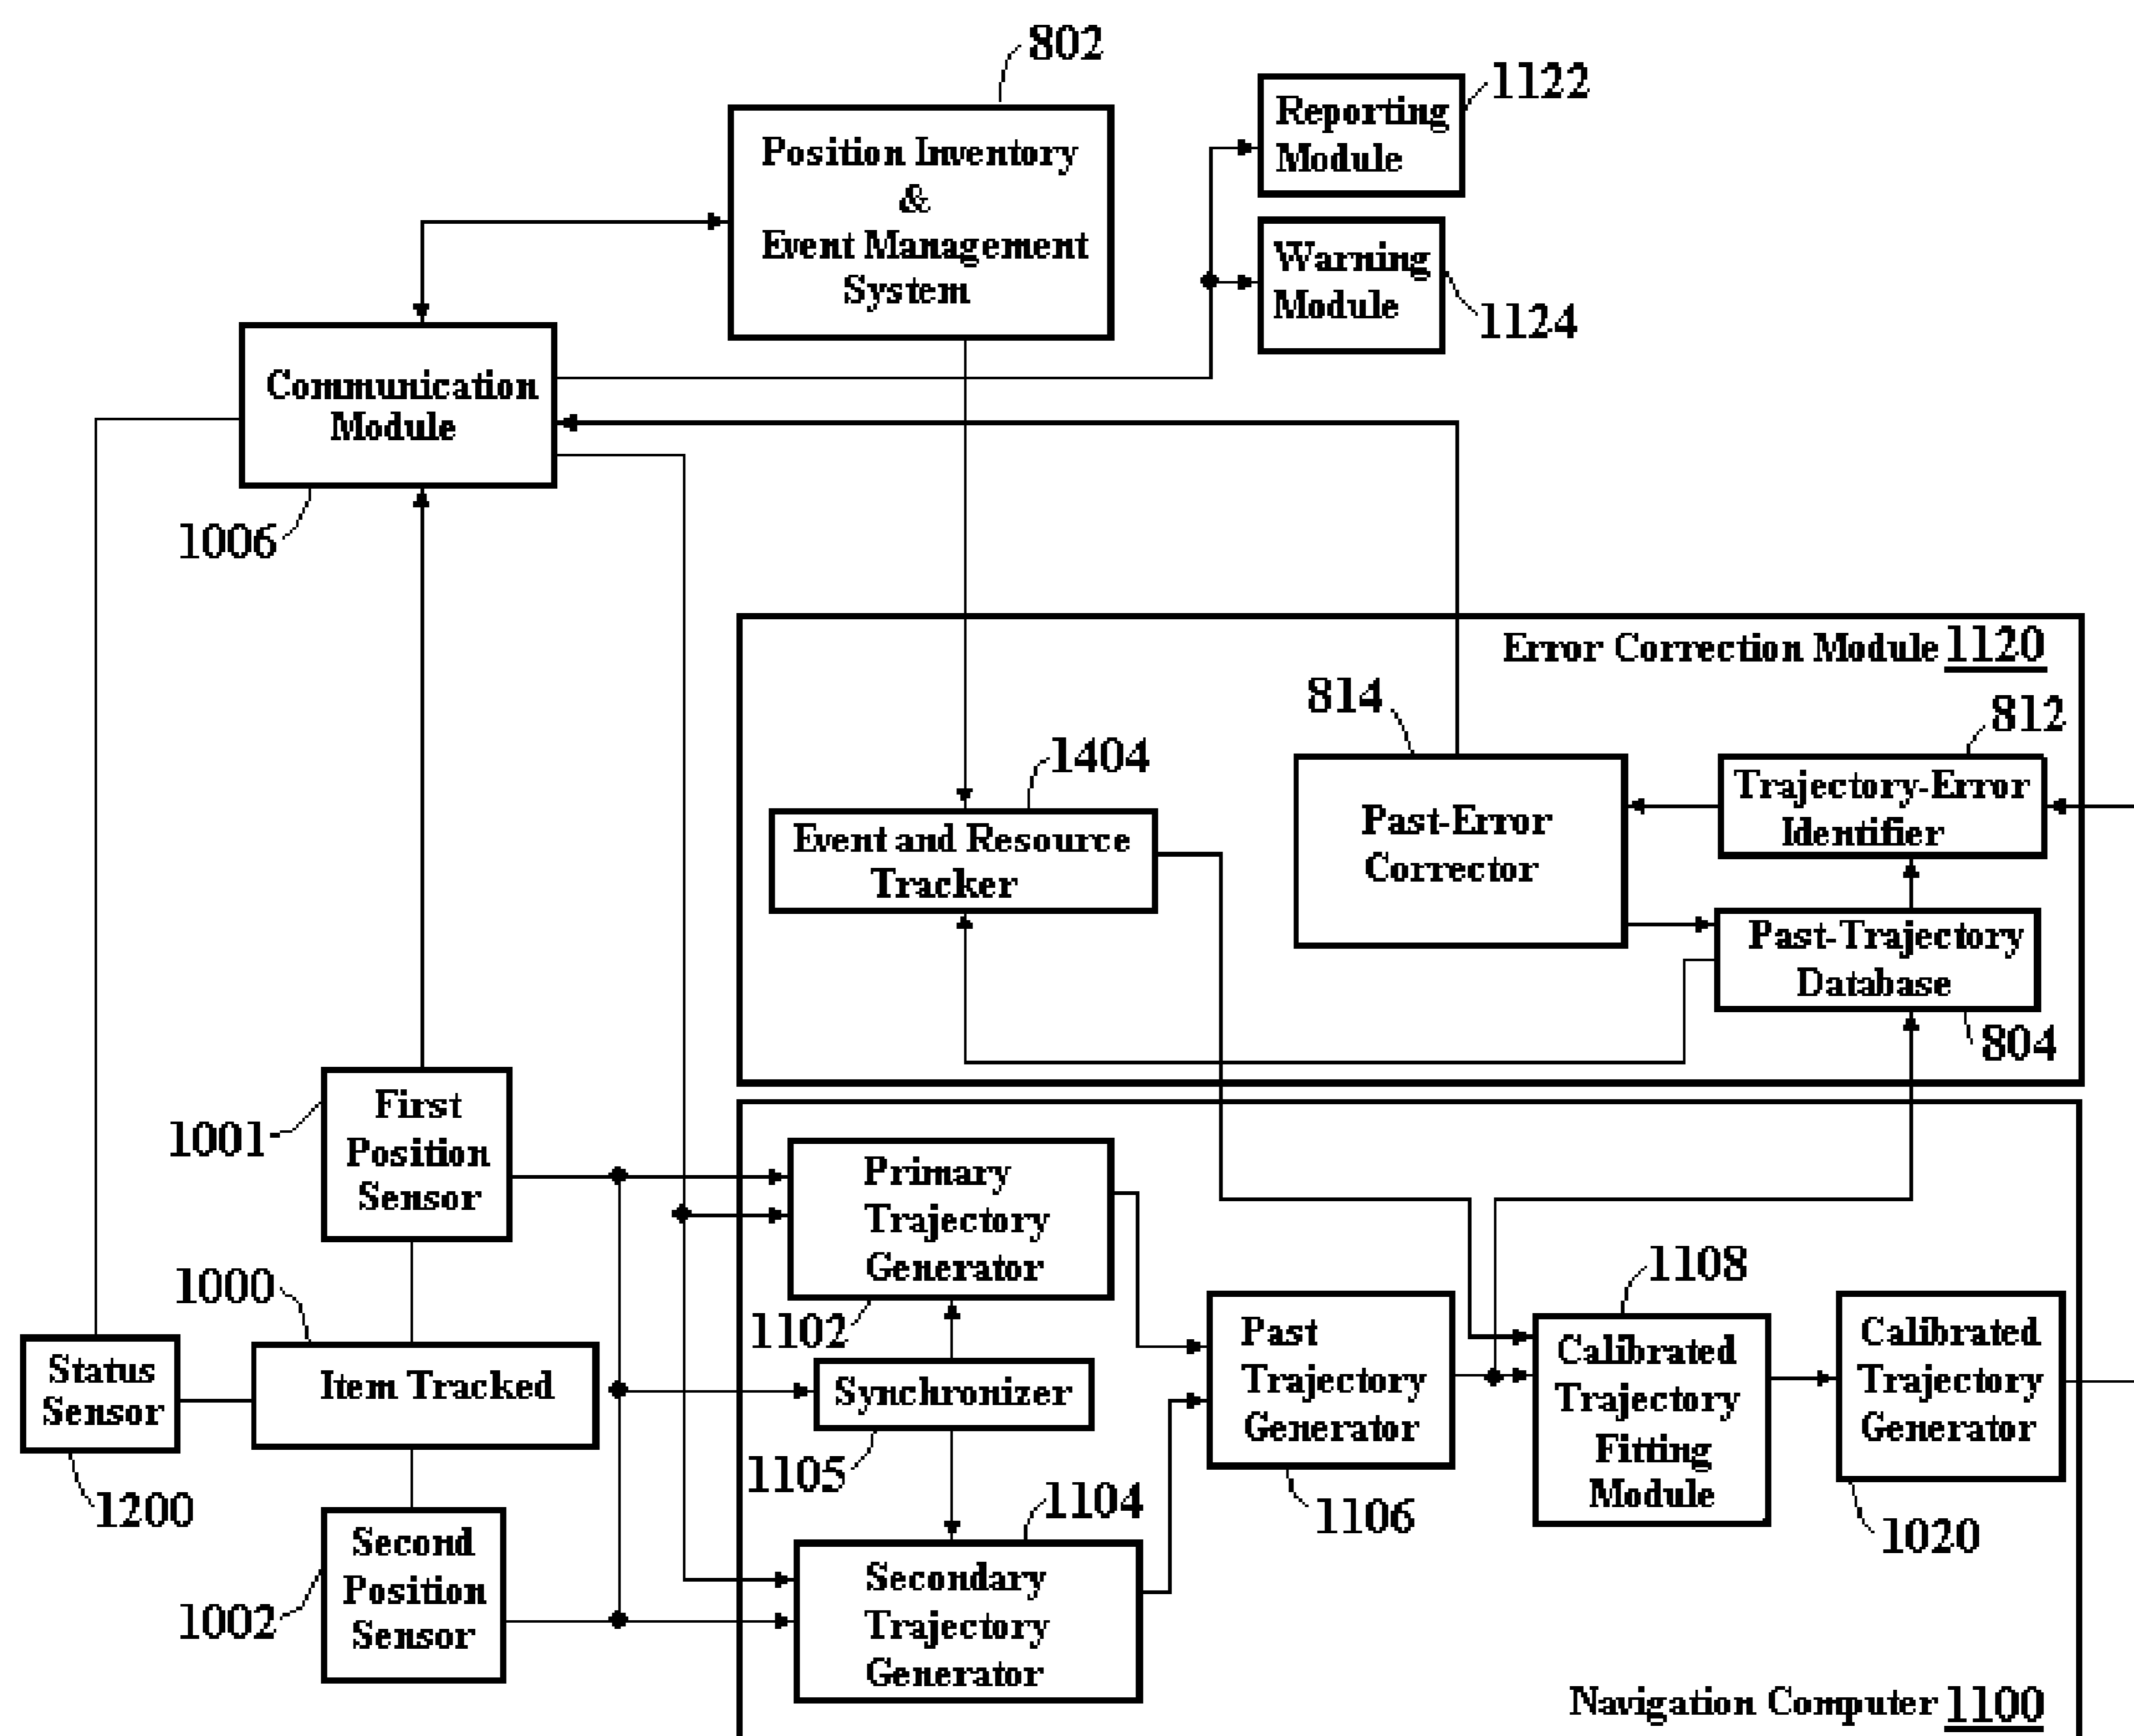 802
Position Inventory
&
Event Management
System
Reporting
Module
1122
Warning
Module
1124
Communication
Module
1006
Error Correction Module 1120
814
812
1404
Event and Resource
Tracker
Past-Error
Corrector
Trajectory-Error
Identifier
Past-Trajectory
Database
804
First
Position
Sensor
1001
Primary
Trajectory
Generator
1102
1000
Item Tracked
Status
Sensor
1200
Synchronizer
1105
Past
Trajectory
Generator
1106
1108
Calibrated
Trajectory
Fitting
Module
Calibrated
Trajectory
Generator
1020
Second
Position
Sensor
1002
1104
Secondary
Trajectory
Generator
Navigation Computer 1100